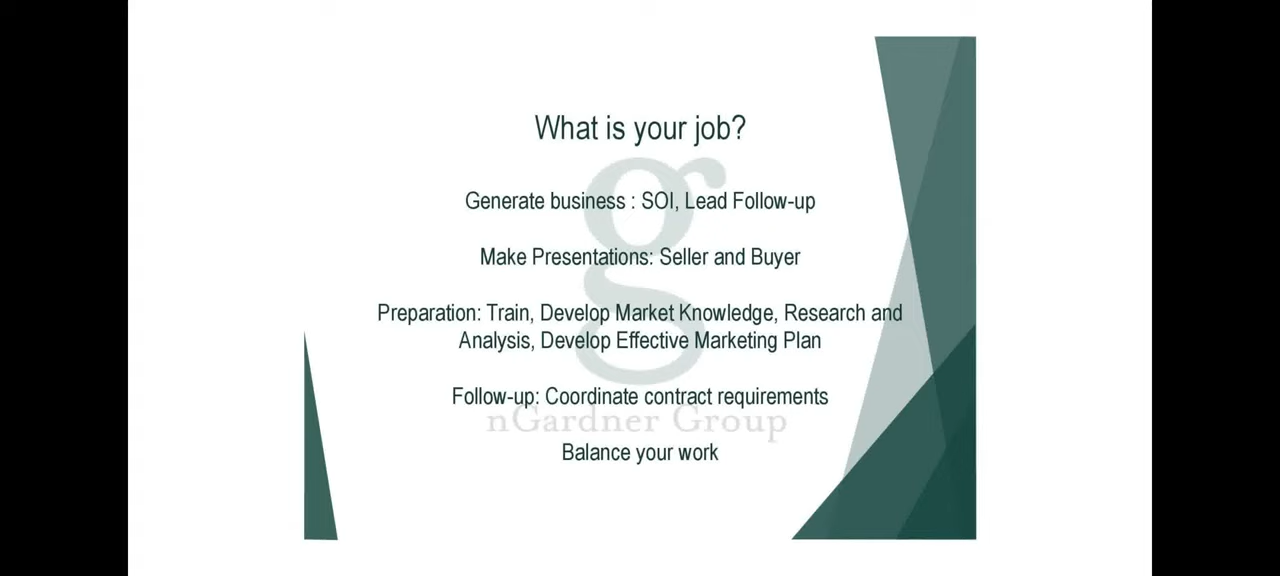 What is your job?
Generate business : SOI, Lead Follow-up
Make Presentations: Seller and Buyer
Preparation: Train, Develop Market Knowledge, Research and
Analysis, Develop Effective Marketing Plan
Follow-up: Coordinate contract requirements
nGardner Group
Balance your work